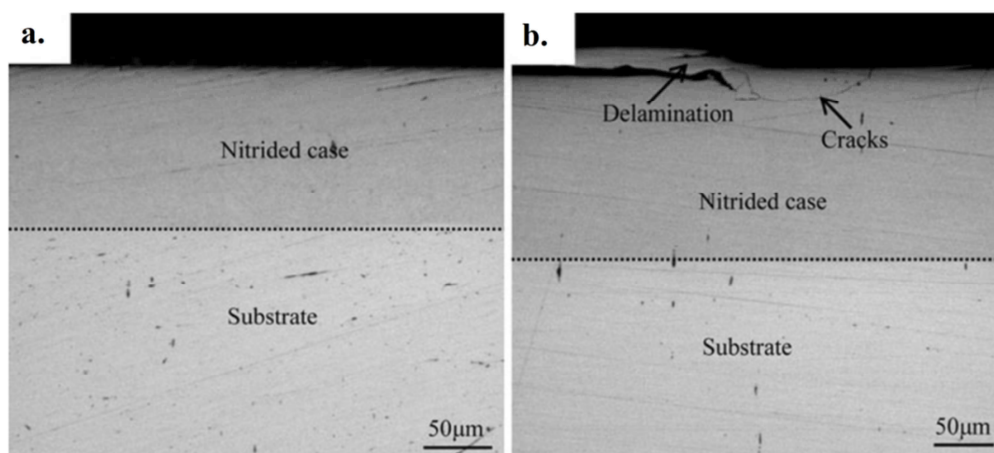 a.
Nitrided case
Substrate
50μm
b.
Delamination
Cracks
Nitrided case
Substrate
50μm